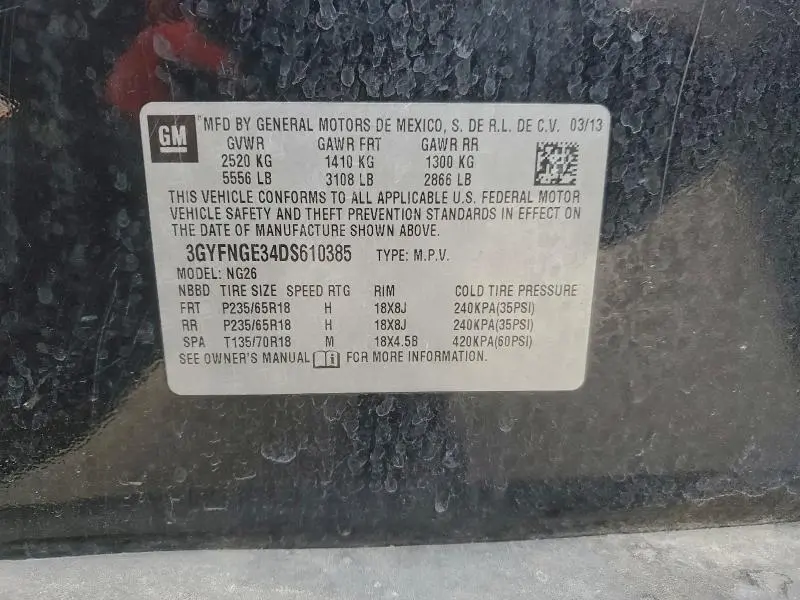 GM "MFD BY GENERAL MOTORS DE MEXICO, S. DE R.L. DE C.V. 03/13
GVWR GAWR FRT GAWR RR
2520 KG 1410 KG 1300 KG
5556 LB 3108 LB 2866 LB
THIS VEHICLE CONFORMS TO ALL APPLICABLE U.S. FEDERAL MOTOR
VEHICLE SAFETY AND THEFT PREVENTION STANDARDS IN EFFECT ON
THE DATE OF MANUFACTURE SHOWN ABOVE.
3GYFNGE34DS610385 TYPE: M.P.V.
MODEL: NG26
NBBD TIRE SIZE SPEED RTG RIM COLD TIRE PRESSURE
FRT P235/65R18 H 18X8J 240KPA(35PSI)
RR P235/65R18 H 18X8J 240KPA(35PSI)
SPA T135/70R18 M 18X4.5B 420KPA(60PSI)
SEE OWNER'S MANUAL FOR MORE INFORMATION.